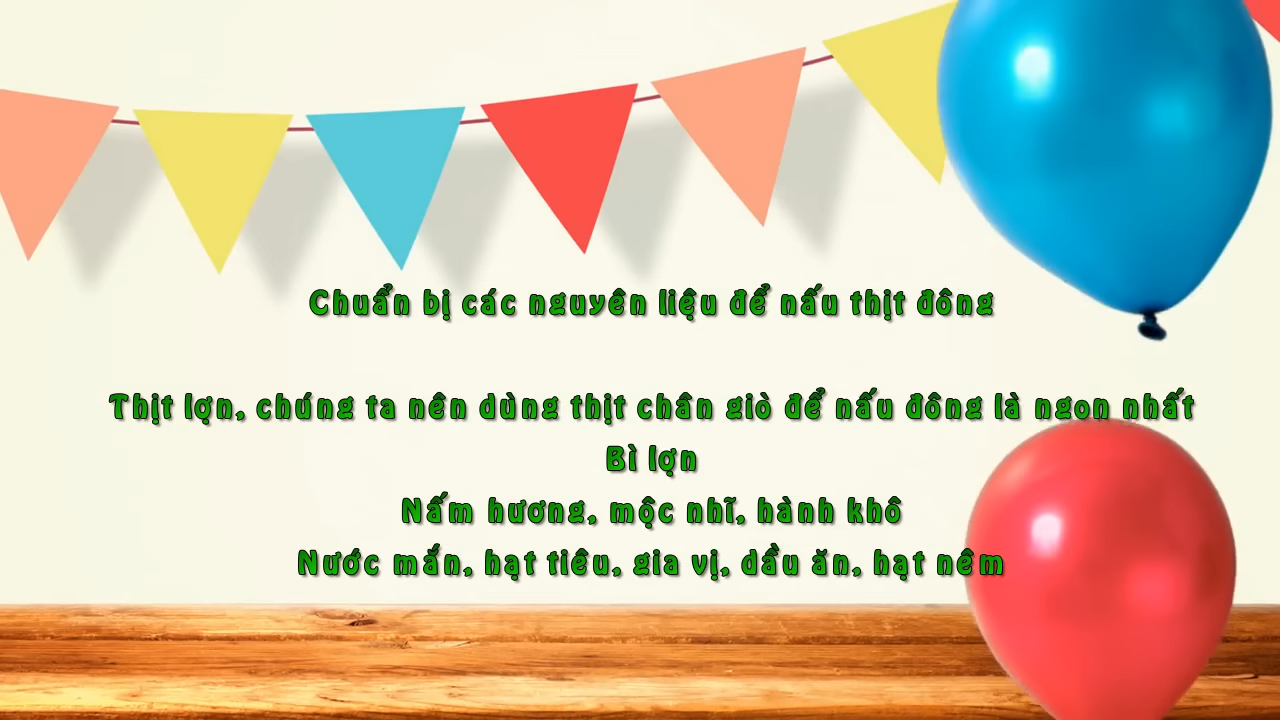 Chuẩn bị các nguyên liệu để nấu thịt đông
Thịt lợn, chúng ta nên dùng thịt chân giò để nấu đông là ngon nhất
Bì lợn
Nấm hương, mộc nhĩ, hành khô
Nước mắn, hạt tiêu, gia vị, dầu ăn, hạt nêm